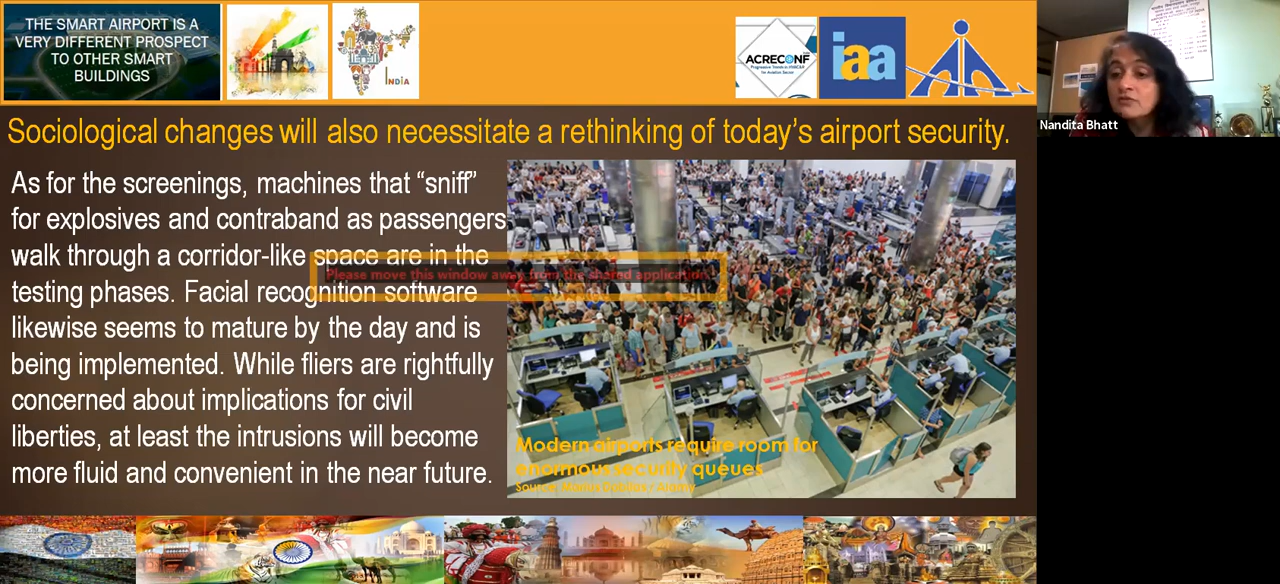 THE SMART AIRPORT IS A
VERY DIFFERENT PROSPECT
TO OTHER SMART
BUILDINGS
INDIA
ACRECONF
iaa
Nandita Bhatt
Sociological changes will also necessitate a rethinking of today's airport security.
As for the screenings, machines that “sniff”
for explosives and contraband as passengers
walk through a corridor-like space are in the
testing phases. Facial recognition software
likewise seems to mature by the day and is
being implemented. While fliers are rightfully
concerned about implications for civil
liberties, at least the intrusions will become
more fluid and convenient in the near future.
Please move this window away from the shared application.
Modern airports require room for
enormous security queues
Source: / Alamy